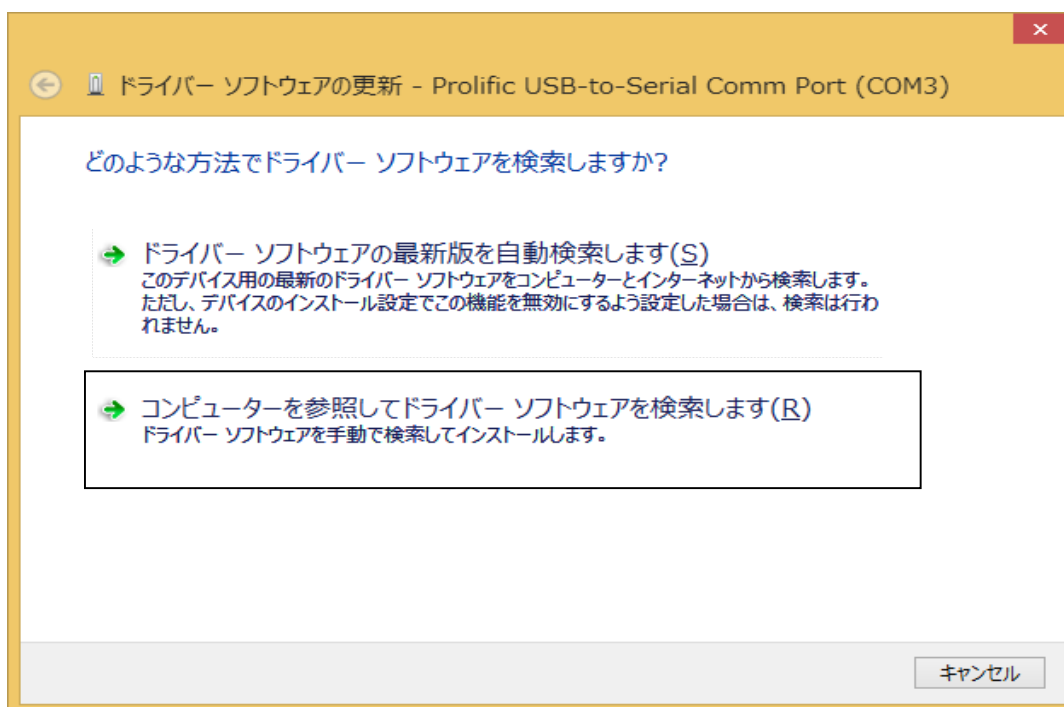 ドライバー ソフトウェアの更新 - Prolific USB-to-Serial Comm Port (COM3)
どのような方法でドライバー ソフトウェアを検索しますか?
ドライバー ソフトウェアの最新版を自動検索します(S)
このデバイス用の最新のドライバー ソフトウェアをコンピューターとインターネットから検索します。
ただし、デバイスのインストール設定でこの機能を無効にするよう設定した場合は、検索は行わ
れません。
コンピューターを参照してドライバー ソフトウェアを検索します(R)
ドライバー ソフトウェアを手動で検索してインストールします。
キャンセル